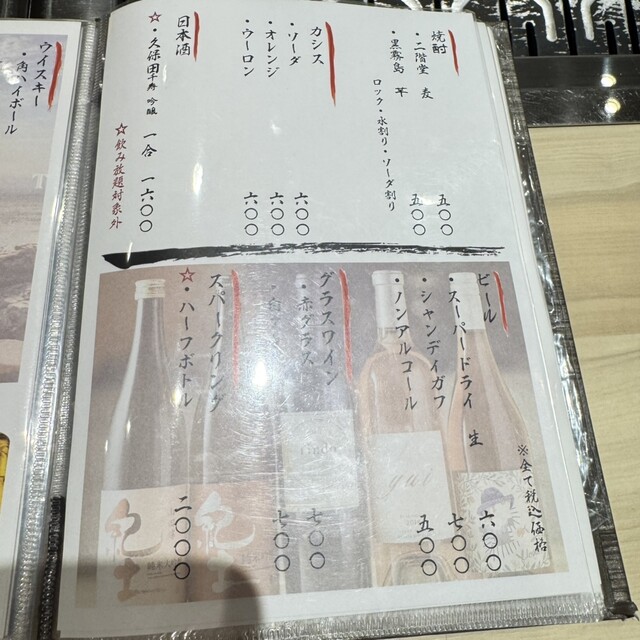 焼酎
・二階堂 麦 五〇〇
・黒霧島 芋 五〇〇
ロック・水割り・ソーダ割り
カシス
・ソーダ 六〇〇
・オレンジ 六〇〇
・ウーロン 六〇〇
日本酒
☆・久保田千寿 吟醸 一合 一六〇〇
☆飲み放題対象外
ビール
・スーパードライ 生 六〇〇
・シャンディガフ 七〇〇
・ノンアルコール 五〇〇
※全て税込価格
グラスワイン
・赤グラス 七〇〇
・白グラス 七〇〇
スパークリング
☆・ハーフボトル 二〇〇〇
紀土
紀土
ウイスキー
・角ハイボール